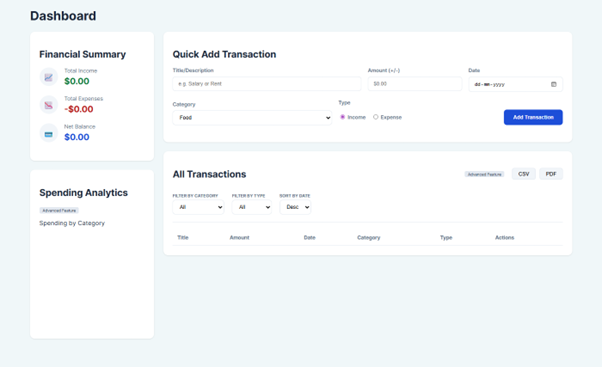 Dashboard
Financial Summary
Total Income
$0.00
Total Expenses
-$0.00
Net Balance
$0.00
Spending Analytics
Advanced Feature
Spending by Category
Quick Add Transaction
Title/Description
e.g. Salary or Rent
Amount (+/-)
$0.00
Date
dd-mm-yyyy
Category
Food
Type
Income
Expense
Add Transaction
All Transactions
Advanced Feature
CSV
PDF
FILTER BY CATEGORY
All
FILTER BY TYPE
All
SORT BY DATE
Desc
Title Amount Date Category Type Actions